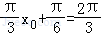 π/3 x₀ + π/6 = 2π/3